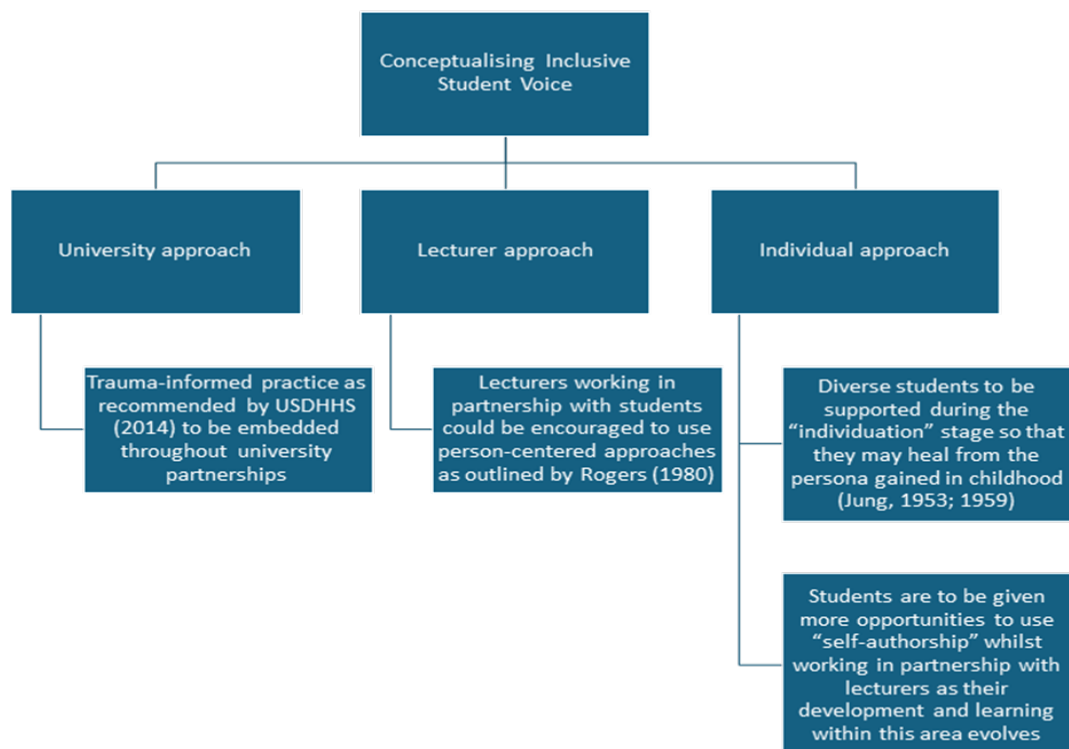 Conceptualising Inclusive
Student Voice
University approach
Lecturer approach
Individual approach
Trauma-informed practice as
recommended by USDHHS
(2014) to be embedded
throughout university
partnerships
Lecturers working in
partnership with students
could be encouraged to use
person-centered approaches
as outlined by Rogers (1980)
Diverse students to be
supported during the
“individuation” stage so that
they may heal from the
persona gained in childhood
(Jung, 1953; 1959)
Students are to be given
more opportunities to use
“self-authorship” whilst
working in partnership with
lecturers as their
development and learning
within this area evolves